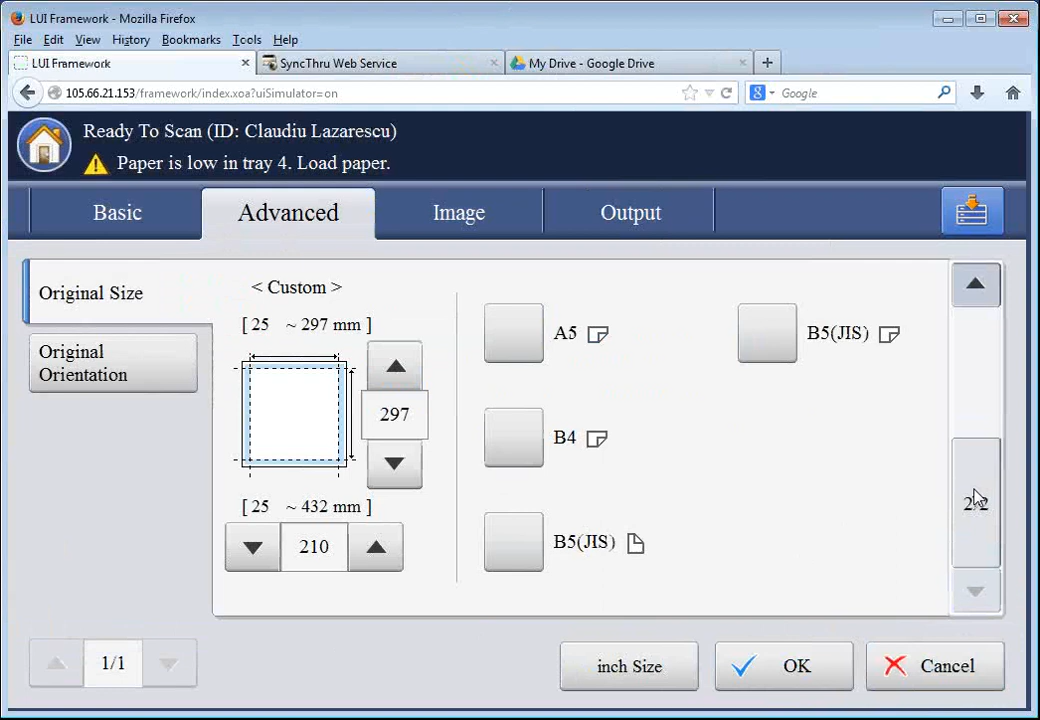 LUI Framework - Mozilla Firefox
File Edit View History Bookmarks Tools Help
LUI Framework
SyncThru Web Service
My Drive - Google Drive
105.66.21.153/framework/index.xoa?uiSimulator=on
Google
Ready To Scan (ID: Claudiu Lazarescu)
Paper is low in tray 4. Load paper.
Basic
Advanced
Image
Output
Original Size
Original
Orientation
< Custom >
[ 25 ~ 297 mm ]
297
[ 25 ~ 432 mm ]
210
A5
B5(JIS)
B4
B5(JIS)
1/1
inch Size
OK
Cancel